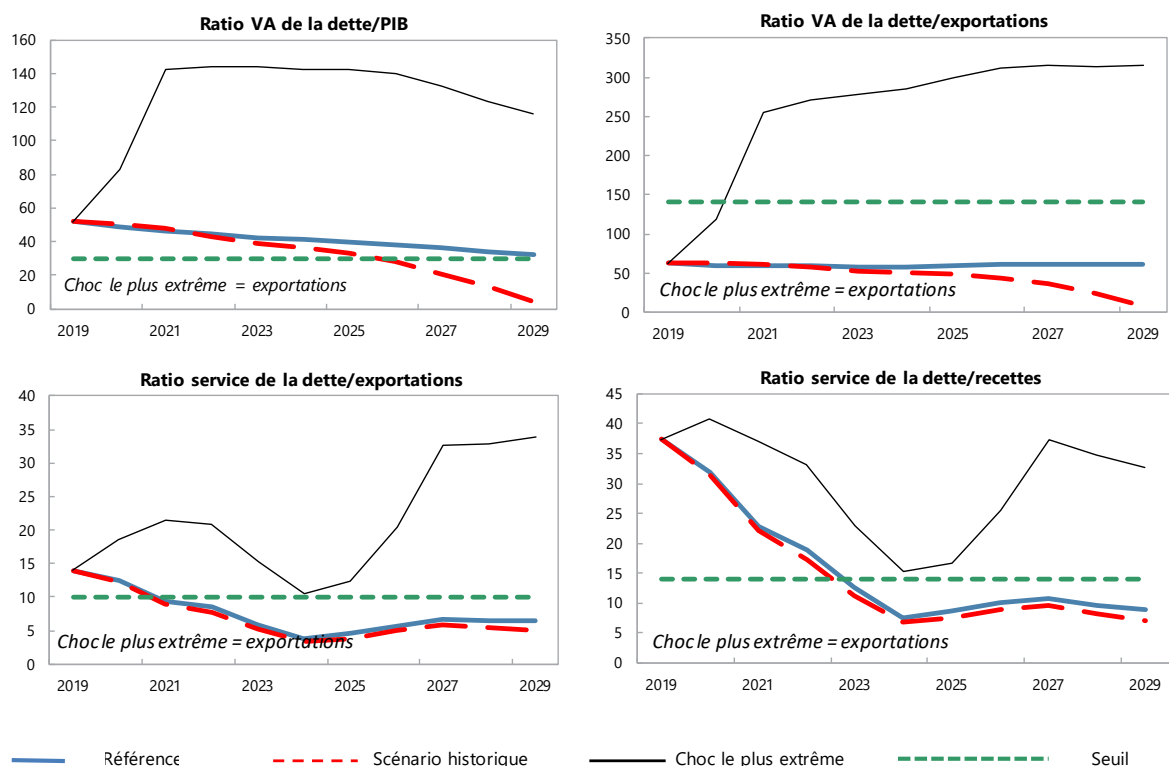 Ratio VA de la dette/PIB
160
140
120
100
80
60
40
20
0
Choc le plus extrême = exportations
2019 2021 2023 2025 2027 2029
Ratio VA de la dette/exportations
350
300
250
200
150
100
50
0
Choc le plus extrême = exportations
2019 2021 2023 2025 2027 2029
Ratio service de la dette/exportations
40
35
30
25
20
15
10
5
0
Choc le plus extrême = exportations
2019 2021 2023 2025 2027 2029
Ratio service de la dette/recettes
45
40
35
30
25
20
15
10
5
0
Choc le plus extrême = exportations
2019 2021 2023 2025 2027 2029
Référence Scénario historique Choc le plus extrême Seuil